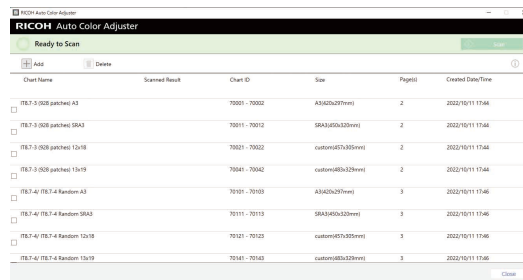 RICOH Auto Color Adjuster
RICOH Auto Color Adjuster
Ready to Scan
Add Delete
Chart Name Scanned Result Chart ID Size Page(s) Created Date/Time
IT8.7-3 (928 patches) A3 70001 - 70002 A3(420x297mm) 2 2022/10/11 17:44
IT8.7-3 (928 patches) SRA3 70011 - 70012 SRA3(450x320mm) 2 2022/10/11 17:44
IT8.7-3 (928 patches) 12x18 70021 - 70022 custom(457x305mm) 2 2022/10/11 17:44
IT8.7-3 (928 patches) 13x19 70041 - 70042 custom(483x329mm) 2 2022/10/11 17:44
IT8.7-4/ IT8.7-4 Random A3 70101 - 70103 A3(420x297mm) 3 2022/10/11 17:46
IT8.7-4/ IT8.7-4 Random SRA3 70111 - 70113 SRA3(450x320mm) 3 2022/10/11 17:46
IT8.7-4/ IT8.7-4 Random 12x18 70121 - 70123 custom(457x305mm) 3 2022/10/11 17:46
IT8.7-4/ IT8.7-4 Random 13x19 70141 - 70143 custom(483x329mm) 3 2022/10/11 17:46
Close